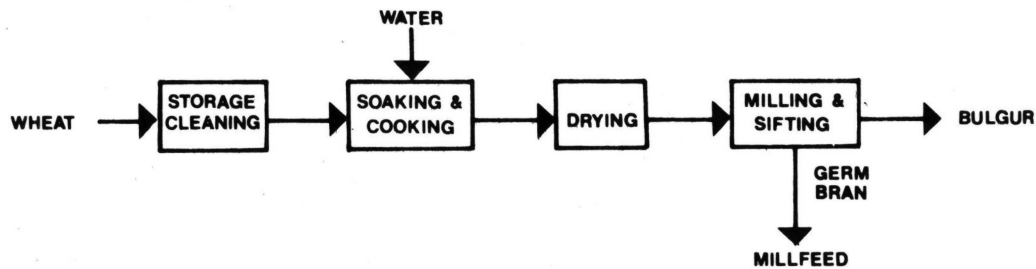 WATER
WHEAT
STORAGE
CLEANING
SOAKING &
COOKING
DRYING
MILLING &
SIFTING
BULGUR
GERM
BRAN
MILLFEED